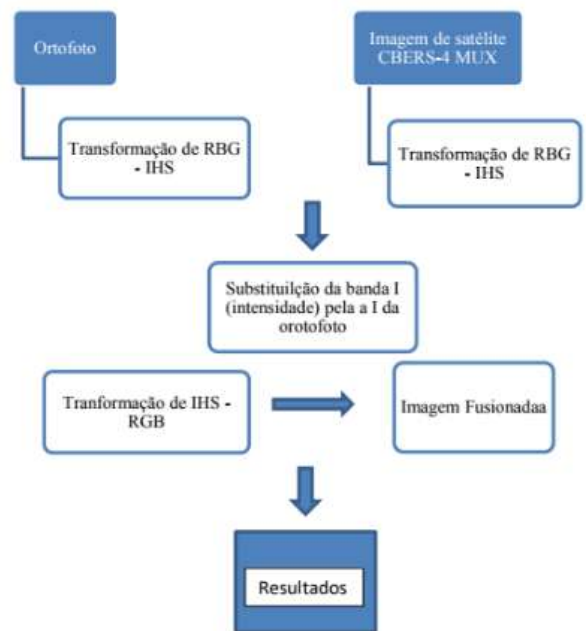 Ortofoto
Imagem de satélite
CBERS-4 MUX
Transformação de RBG
- IHS
Transformação de RBG
- IHS
Substituilção da banda I
(intensidade) pela a I da
orotofoto
Tranformação de IHS -
RGB
Imagem Fusionadaa
Resultados